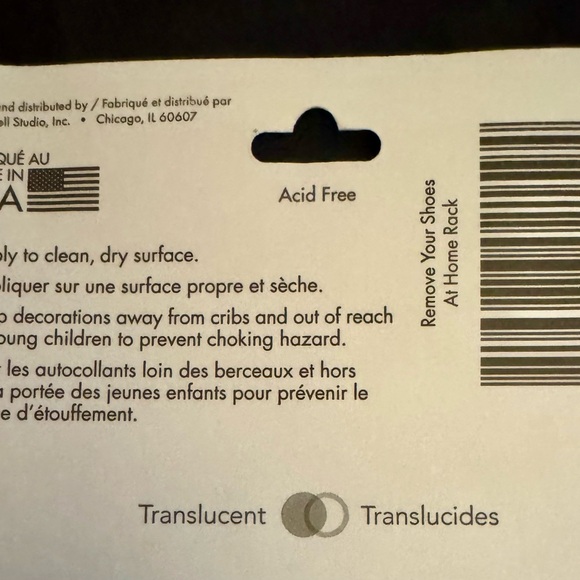 nd distributed by / Fabriqué et distribué par
ell Studio, Inc. • Chicago, IL 60607
QUÉ AU
E IN
A
Acid Free
Remove Your Shoes
At Home Rack
ly to clean, dry surface.
liquer sur une surface propre et sèche.
p decorations away from cribs and out of reach
oung children to prevent choking hazard.
r les autocollants loin des berceaux et hors
a portée des jeunes enfants pour prévenir le
e d'étouffement.
Translucent Translucides